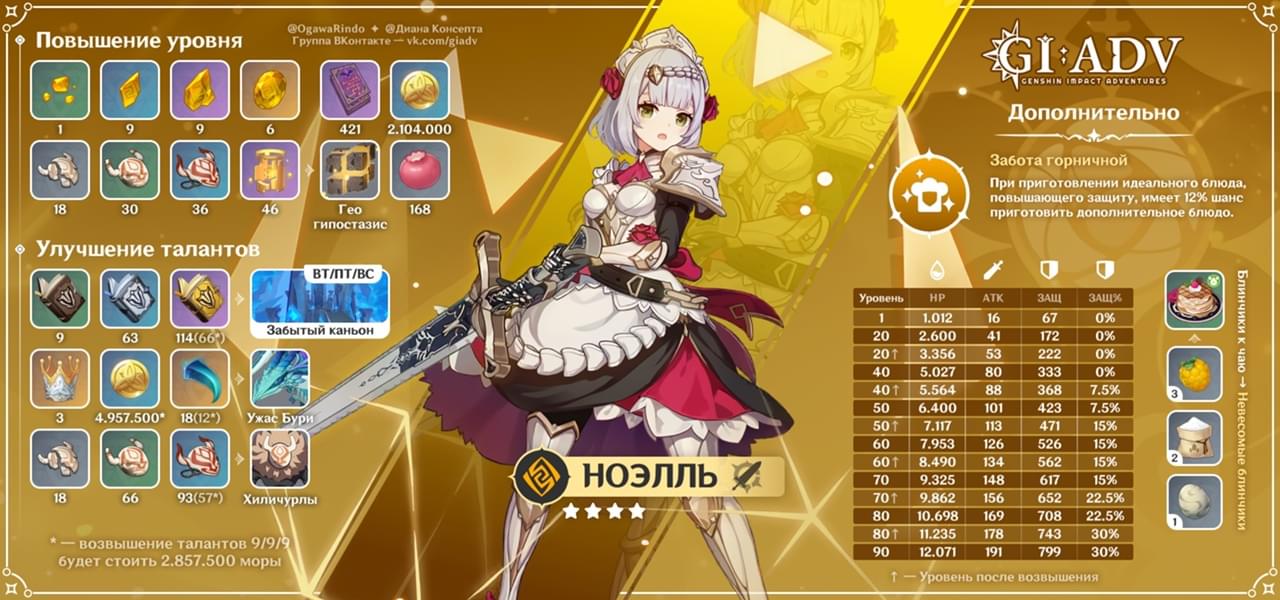 Повышение уровня
@OgawaRindo ✦ @Диана Консепта
Группа ВКонтакте — vk.com/giadv
1 9 9 6 421 2.104.000
18 30 36 46 Гео гипостазис 168
Улучшение талантов
9 63 114(66*)
ВТ/ПТ/ВС
Забытый каньон
3 4.957.500* 18(12*) Ужас Бури
18 66 93(57*) Хиличурлы
* — возвышение талантов 9/9/9
будет стоить 2.857.500 моры
НОЭЛЛЬ
GI:ADV
GENSHIN IMPACT ADVENTURES
Дополнительно
Забота горничной
При приготовлении идеального блюда,
повышающего защиту, имеет 12% шанс
приготовить дополнительное блюдо.
Уровень HP ATK ЗАЩ ЗАЩ%
1 1.012 16 67 0%
20 2.600 41 172 0%
20↑ 3.356 53 222 0%
40 5.027 80 333 0%
40↑ 5.564 88 368 7.5%
50 6.400 101 423 7.5%
50↑ 7.117 113 471 15%
60 7.953 126 526 15%
60↑ 8.490 134 562 15%
70 9.325 148 617 15%
70↑ 9.862 156 652 22.5%
80 10.698 169 708 22.5%
80↑ 11.235 178 743 30%
90 12.071 191 799 30%
↑ — Уровень после возвышения
3
2
1
Блинчики к чаю → Невесомые блинчики